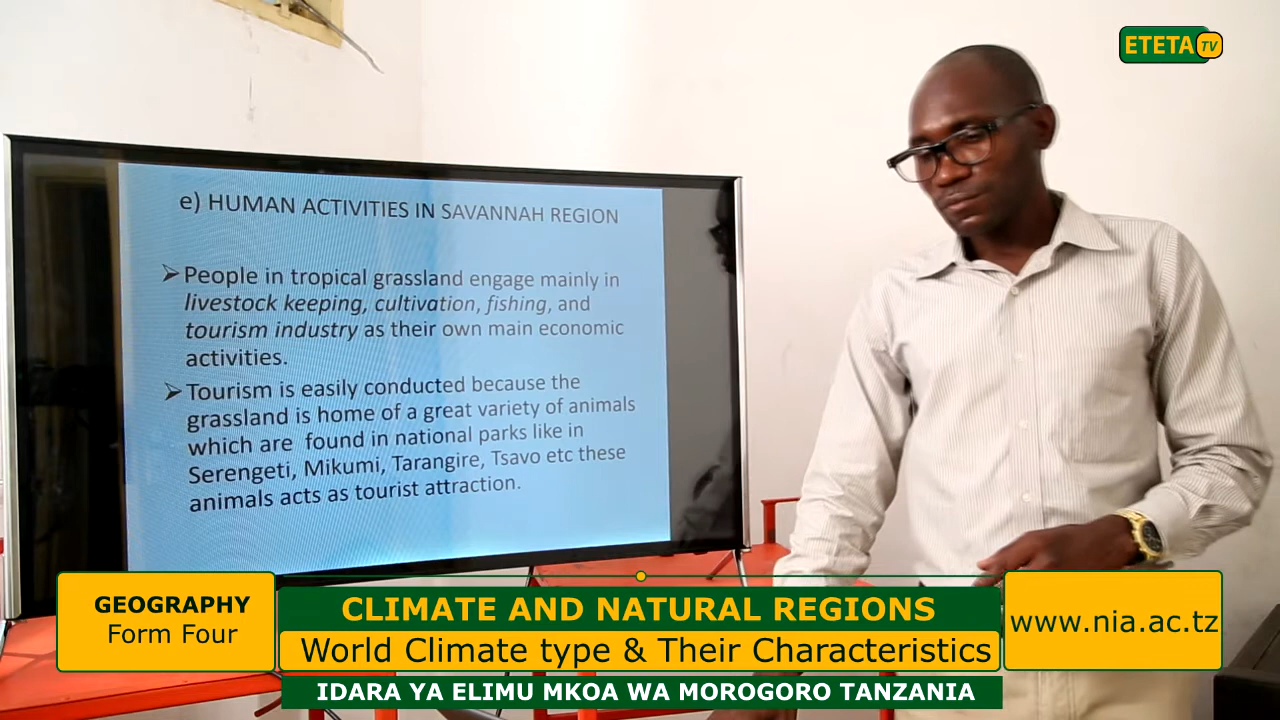 ETETA TV
e) HUMAN ACTIVITIES IN SAVANNAH REGION
➢People in tropical grassland engage mainly in
livestock keeping, cultivation, fishing, and
tourism industry as their own main economic
activities.
➢Tourism is easily conducted because the
grassland is home of a great variety of animals
which are found in national parks like in
Serengeti, Mikumi, Tarangire, Tsavo etc these
animals acts as tourist attraction.
GEOGRAPHY
Form Four
CLIMATE AND NATURAL REGIONS
World Climate type & Their Characteristics
www.nia.ac.tz
IDARA YA ELIMU MKOA WA MOROGORO TANZANIA